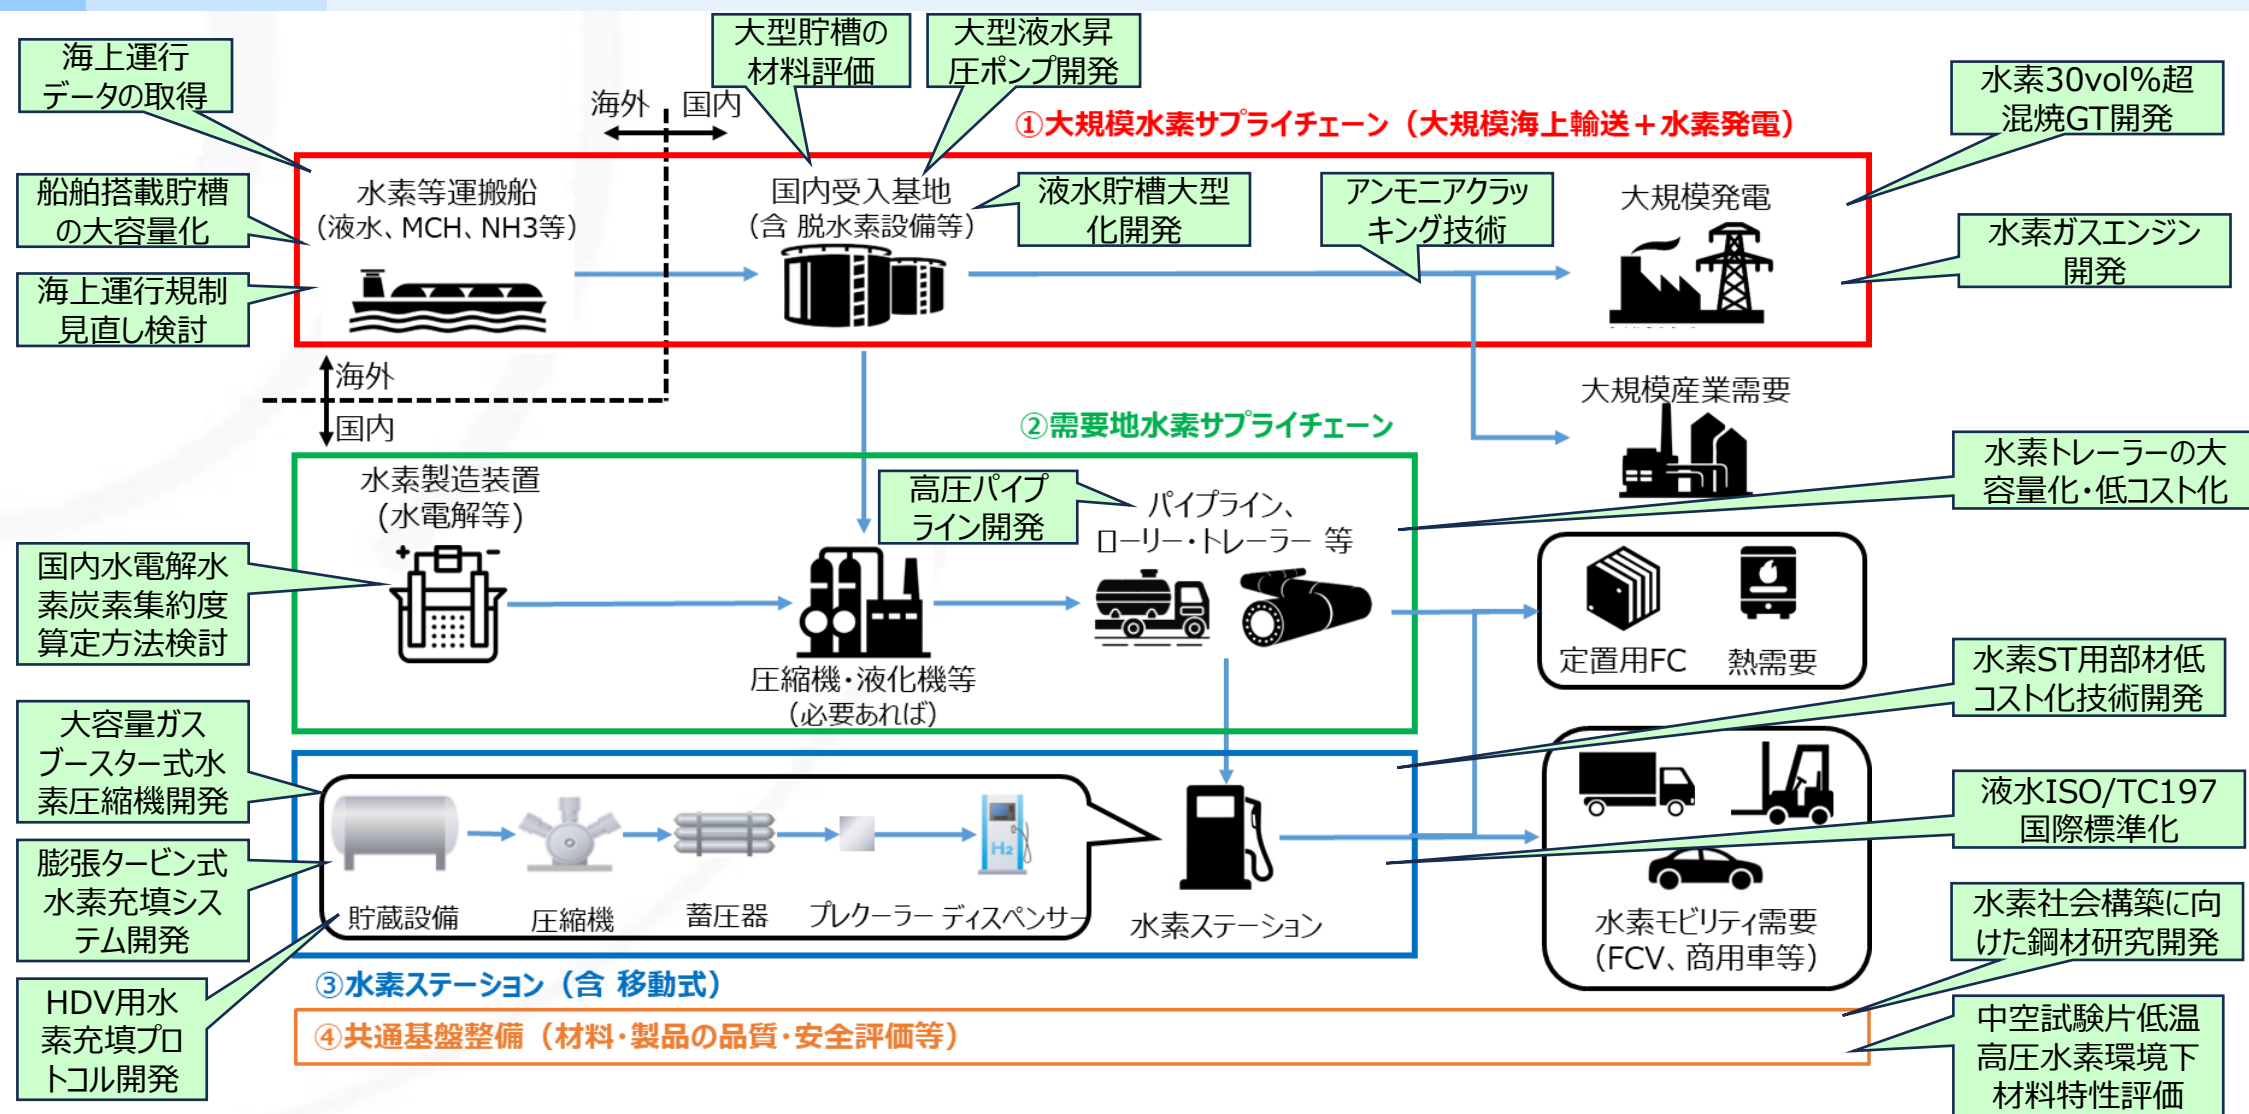 海上運行
データの取得
大型貯槽の
材料評価
大型液水昇
圧ポンプ開発
水素30vol%超
混焼GT開発
海外
国内
①大規模水素サプライチェーン（大規模海上輸送＋水素発電）
船舶搭載貯槽
の大容量化
水素等運搬船
（液水、MCH、NH3等）
国内受入基地
（含 脱水素設備等）
液水貯槽大型
化開発
アンモニアクラッ
キング技術
大規模発電
水素ガスエンジン
開発
海上運行規制
見直し検討
海外
国内
大規模産業需要
②需要地水素サプライチェーン
水素製造装置
(水電解等)
高圧パイプ
ライン開発
パイプライン、
ローリー・トレーラー 等
水素トレーラーの大
容量化・低コスト化
国内水電解水
素炭素集約度
算定方法検討
圧縮機・液化機等
（必要あれば）
定置用FC
熱需要
水素ST用部材低
コスト化技術開発
大容量ガス
ブースター式水
素圧縮機開発
膨張タービン式
水素充填シス
テム開発
H2
貯蔵設備
圧縮機
蓄圧器
プレクーラー
ディスペンサー
水素ステーション
水素モビリティ需要
（FCV、商用車等）
液水ISO/TC197
国際標準化
水素社会構築に向
けた鋼材研究開発
HDV用水
素充填プロ
トコル開発
③水素ステーション（含 移動式）
④共通基盤整備（材料・製品の品質・安全評価等）
中空試験片低温
高圧水素環境下
材料特性評価